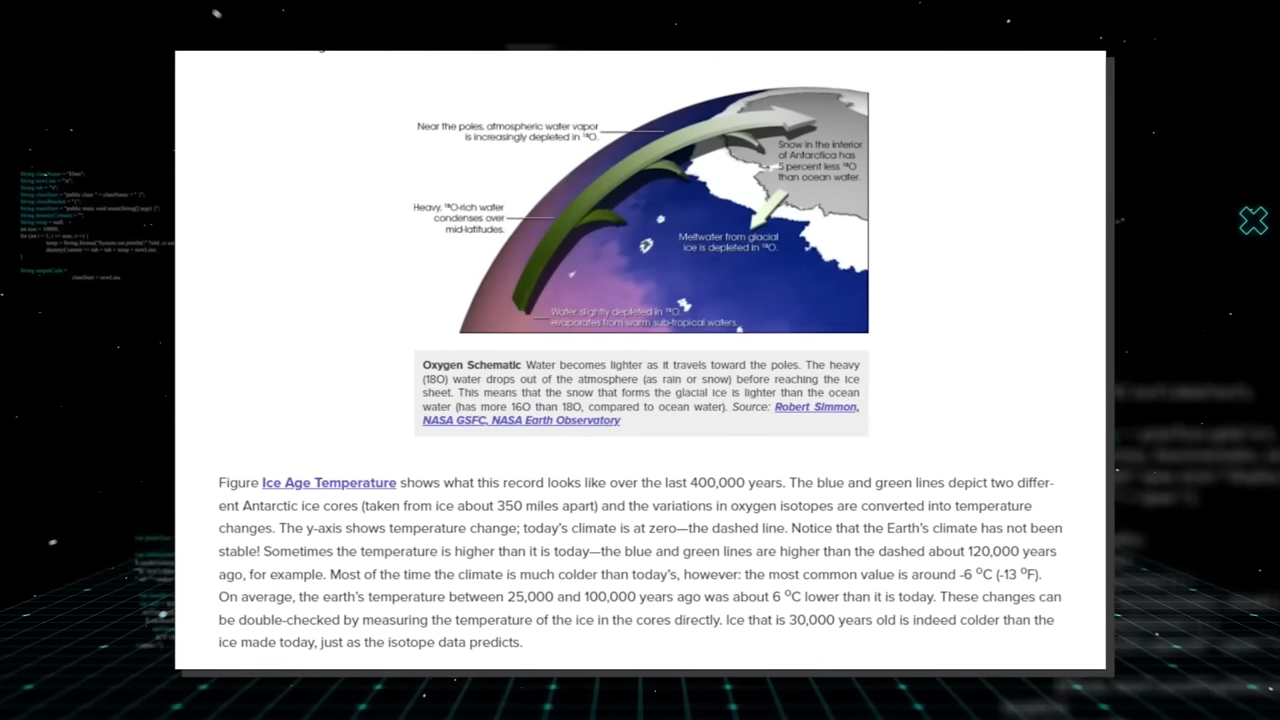 Near the poles, atmospheric water vapor
is increasingly depleted in ¹⁸O.
Snow in the interior
of Antarctica has
5 percent less ¹⁸O
than ocean water.
Heavy, ¹⁸O-rich water
condenses over
mid-latitudes.
Meltwater from glacial
ice is depleted in ¹⁸O.
Water, slightly depleted in ¹⁸O,
evaporates from warm sub-tropical waters.
Oxygen Schematic Water becomes lighter as it travels toward the poles. The heavy
(18O) water drops out of the atmosphere (as rain or snow) before reaching the ice
sheet. This means that the snow that forms the glacial ice is lighter than the ocean
water (has more 16O than 18O, compared to ocean water). Source: Robert Simmon,
NASA GSFC, NASA Earth Observatory
Figure Ice Age Temperature shows what this record looks like over the last 400,000 years. The blue and green lines depict two differ-
ent Antarctic ice cores (taken from ice about 350 miles apart) and the variations in oxygen isotopes are converted into temperature
changes. The y-axis shows temperature change; today's climate is at zero—the dashed line. Notice that the Earth's climate has not been
stable! Sometimes the temperature is higher than it is today—the blue and green lines are higher than the dashed about 120,000 years
ago, for example. Most of the time the climate is much colder than today's, however: the most common value is around -6 ᴼC (-13 ᴼF).
On average, the earth's temperature between 25,000 and 100,000 years ago was about 6 ᴼC lower than it is today. These changes can
be double-checked by measuring the temperature of the ice in the cores directly. Ice that is 30,000 years old is indeed colder than the
ice made today, just as the isotope data predicts.